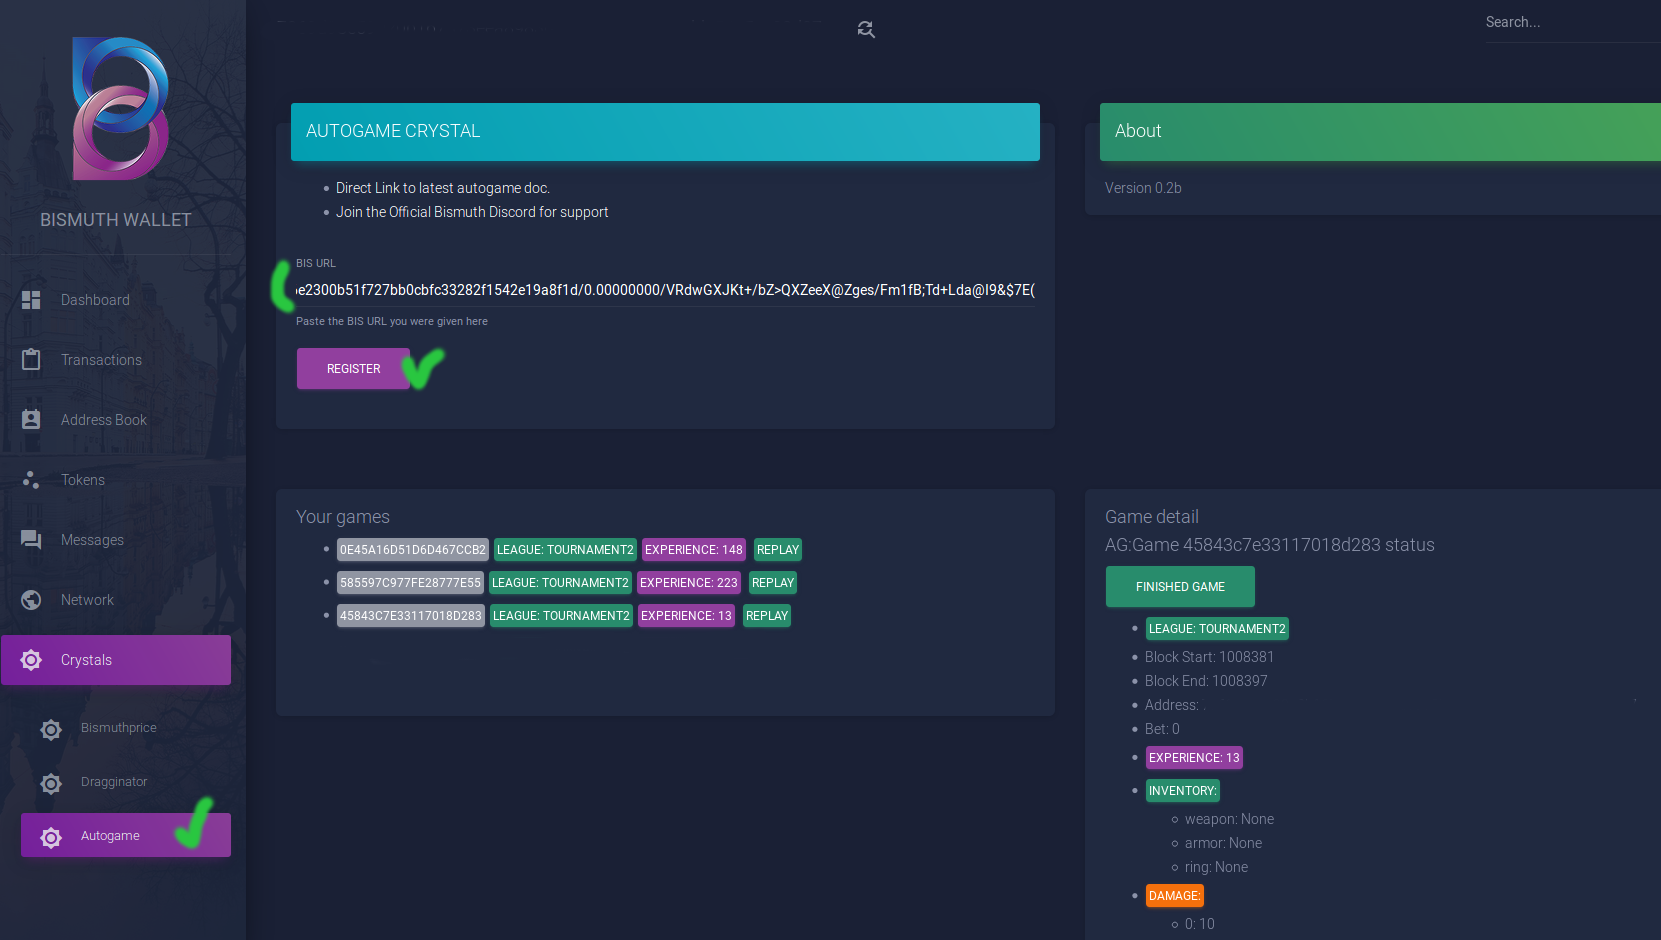 Search...
BISMUTH WALLET
Dashboard
Transactions
Address Book
Tokens
Messages
Network
Crystals
Bismuthprice
Dragginator
Autogame
AUTOGAME CRYSTAL
Direct Link to latest autogame doc.
Join the Official Bismuth Discord for support
BIS URL
e2300b51f727bb0cbfc33282f1542e19a8f1d/0.00000000/VRdwGXJKt+/bZ>QXZeeX@Zges/Fm1fB;Td+Lda@I9&$7E(
Paste the BIS URL you were given here
REGISTER
About
Version 0.2b
Your games
0E45A16D51D6D467CCB2 LEAGUE: TOURNAMENT2 EXPERIENCE: 148 REPLAY
585597C977FE28777E55 LEAGUE: TOURNAMENT2 EXPERIENCE: 223 REPLAY
45843C7E33117018D283 LEAGUE: TOURNAMENT2 EXPERIENCE: 13 REPLAY
Game detail
AG:Game 45843c7e33117018d283 status
FINISHED GAME
LEAGUE: TOURNAMENT2
Block Start: 1008381
Block End: 1008397
Address:
Bet: 0
EXPERIENCE: 13
INVENTORY:
weapon: None
armor: None
ring: None
DAMAGE:
0: 10